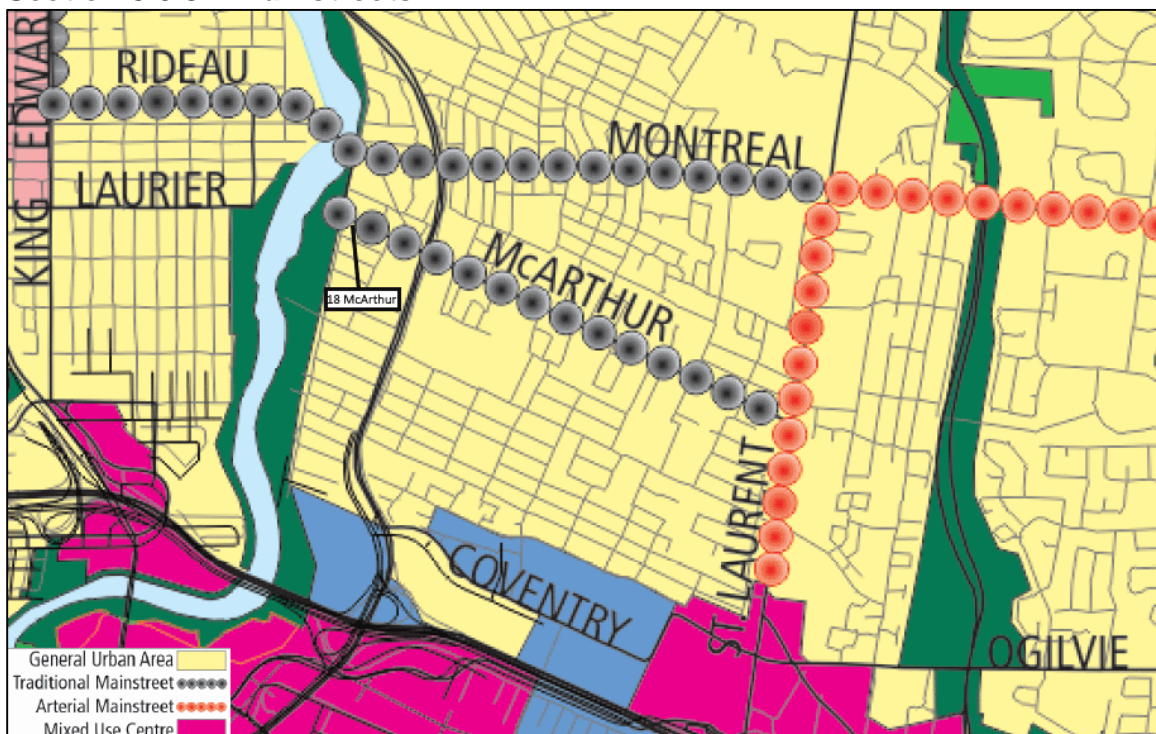 RIDEAU
MONTREAL
LAURIER
KING EDWAR
McARTHUR
18 McArthur
ST. LAURENT
COVENTRY
OGILVIE
General Urban Area
Traditional Mainstreet
Arterial Mainstreet
Mixed Use Centre